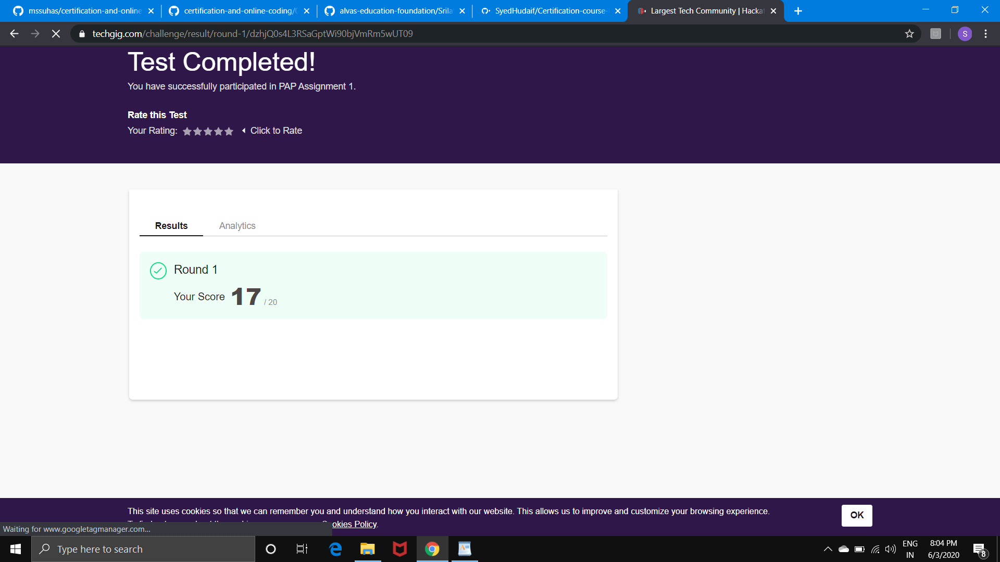 mssuhas/certification-and-online
certification-and-online-coding/
alvas-education-foundation/Srila
SyedHudaif/Certification-course-
Largest Tech Community | Hacka
techgig.com/challenge/result/round-1/dzhjQ0s4L3RSaGptWi90bjVmRm5wUT09
S
Test Completed!
You have successfully participated in PAP Assignment 1.
Rate this Test
Your Rating:
Click to Rate
Results
Analytics
Round 1
Your Score 17 / 20
This site uses cookies so that we can remember you and understand how you interact with our website. This allows us to improve and customize your browsing experience.
okies Policy.
OK
Waiting for www.googletagmanager.com...
Type here to search
ENG
IN
8:04 PM
6/3/2020
8